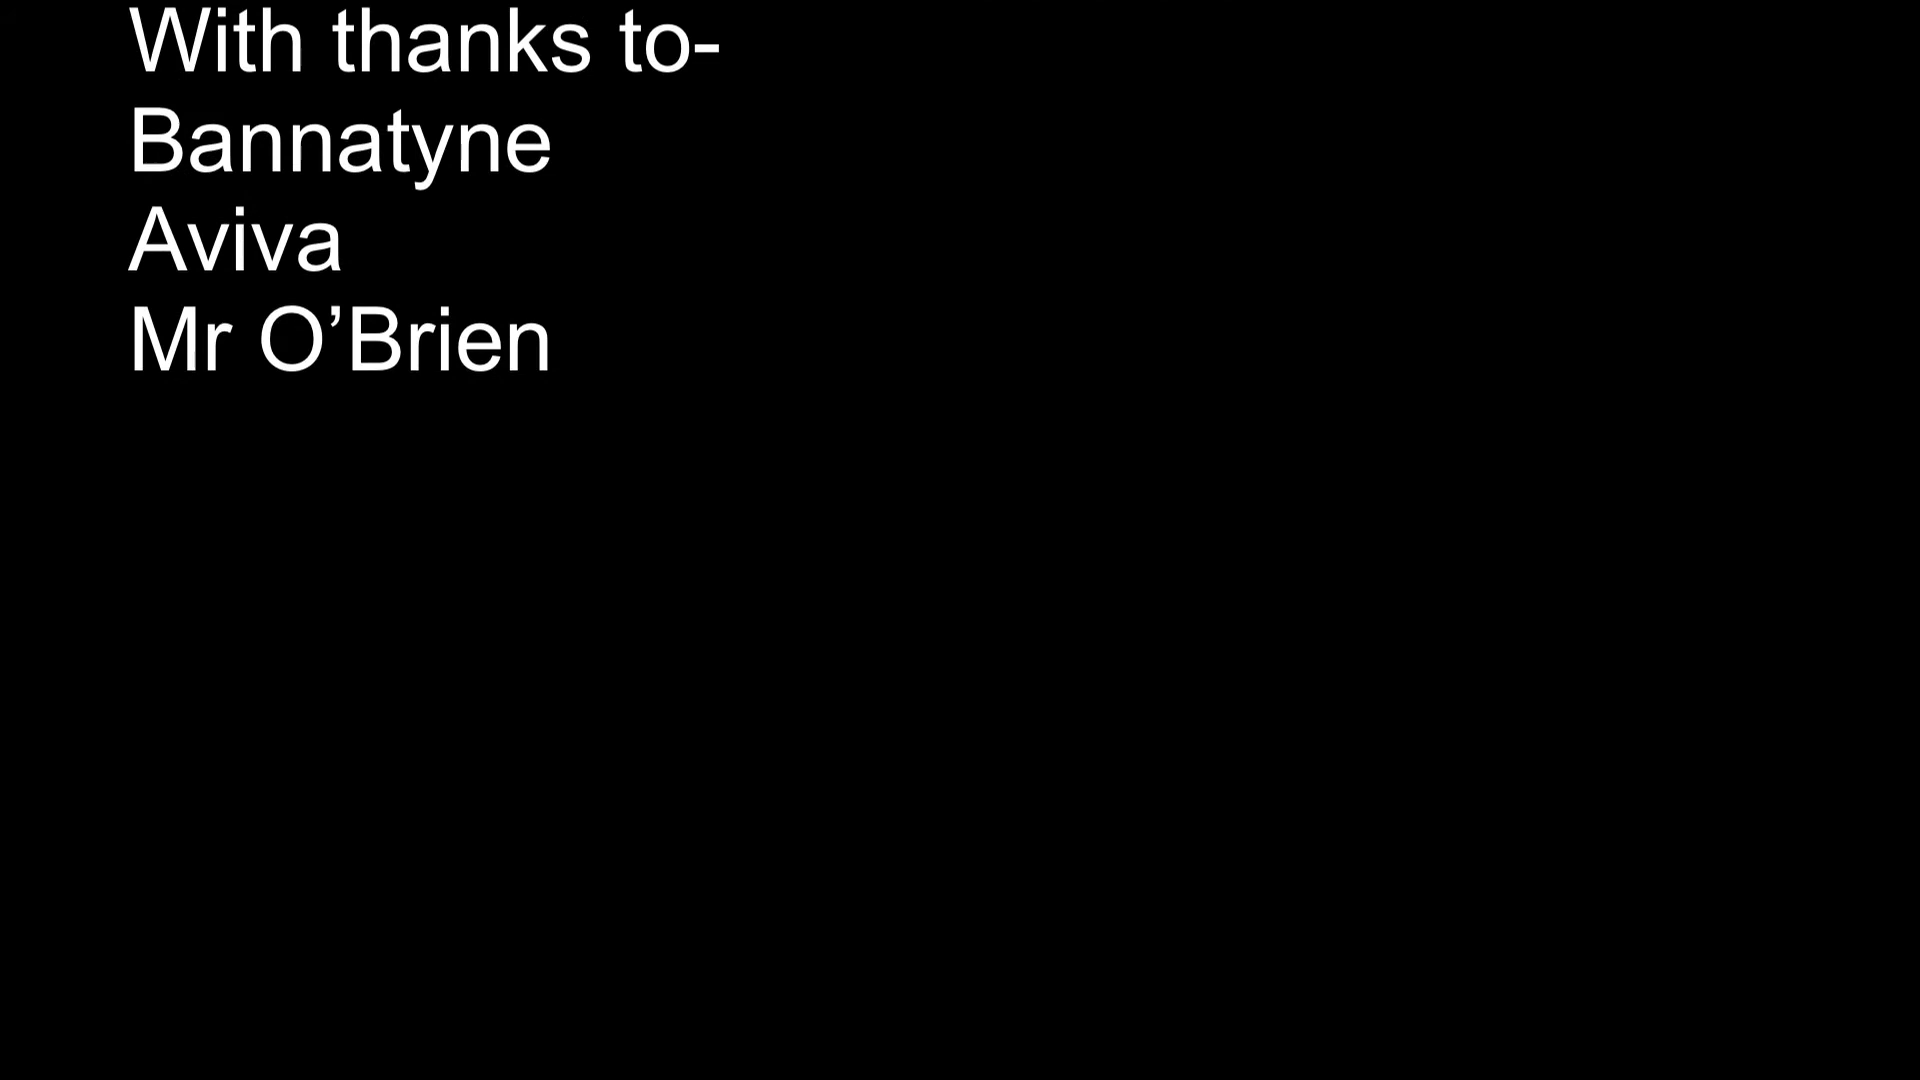 With thanks to-
Bannatyne
Aviva
Mr O’Brien